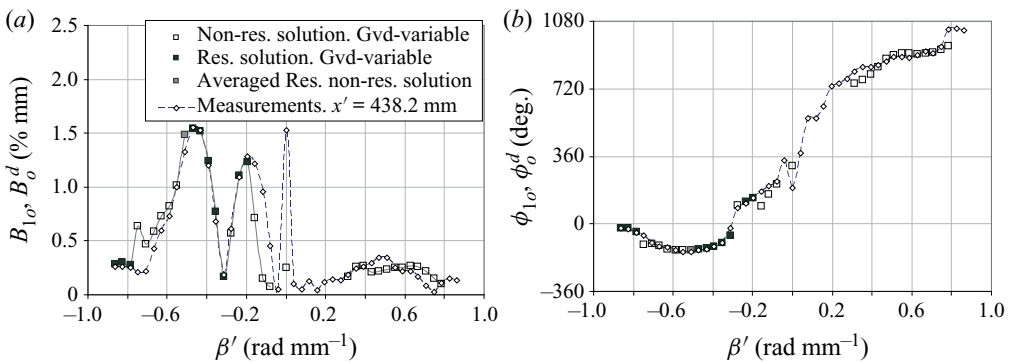 (a)
2.5
2.0
1.5
1.0
0.5
0
B₁ₒ, Bₒᵈ (% mm)
Non-res. solution. Gvd-variable
Res. solution. Gvd-variable
Averaged Res. non-res. solution
Measurements. x′ = 438.2 mm
−1.0 −0.6 −0.2 0.2 0.6 1.0
β′ (rad mm⁻¹)
(b)
1080
720
360
0
−360
ϕ₁ₒ, ϕₒᵈ (deg.)
−1.0 −0.6 −0.2 0.2 0.6 1.0
β′ (rad mm⁻¹)